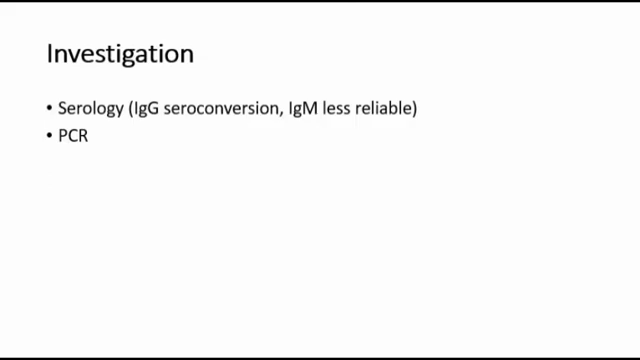 Investigation
• Serology (IgG seroconversion, IgM less reliable)
• PCR